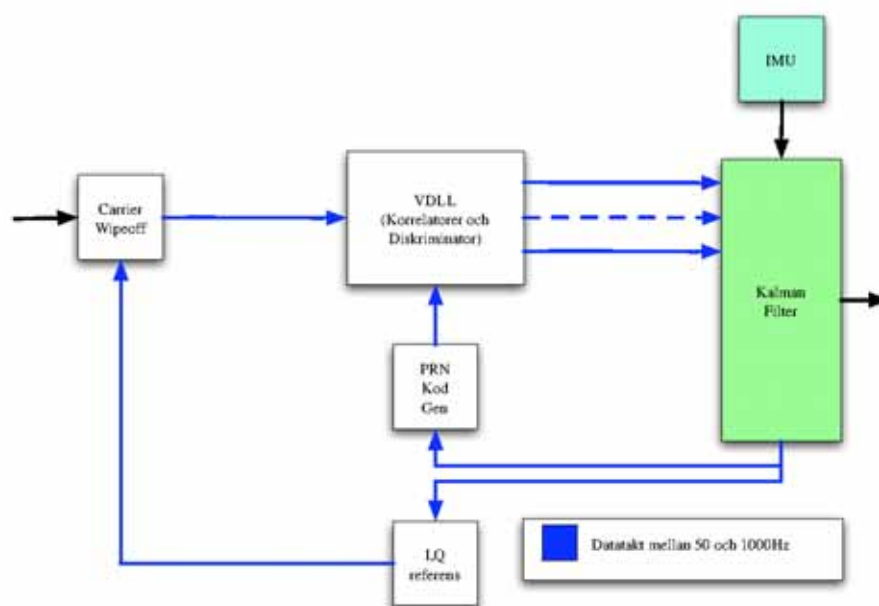 IMU
Carrier
Wipeoff
VDLL
(Korrelatorer och
Diskriminator)
Kalman
Filter
PRN
Kod
Gen
I,Q
referens
Datatakt mellan 50 och 1000Hz